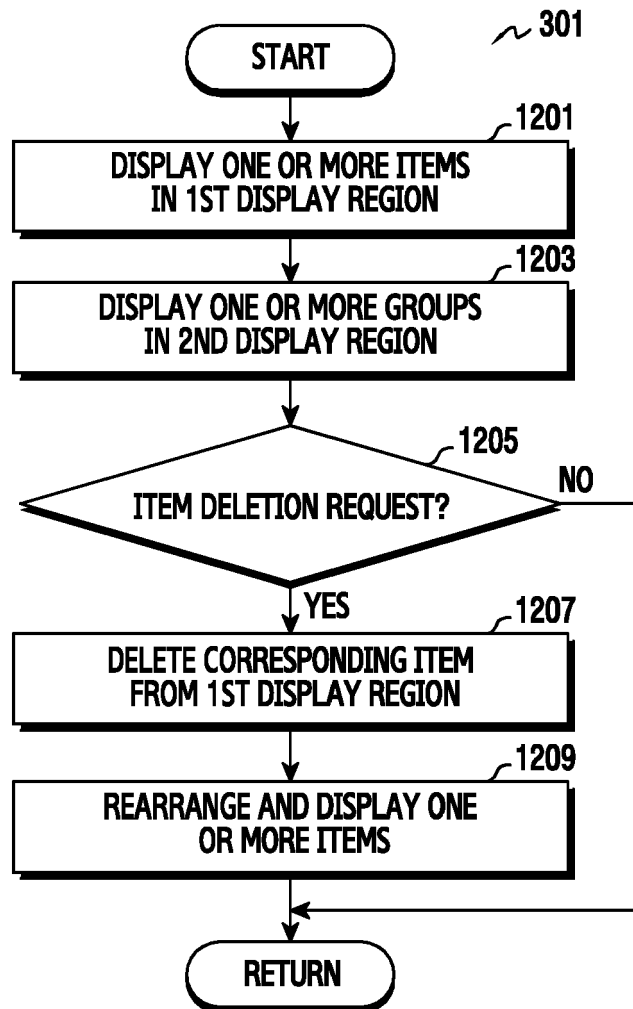 301
START
1201
DISPLAY ONE OR MORE ITEMS
IN 1ST DISPLAY REGION
1203
DISPLAY ONE OR MORE GROUPS
IN 2ND DISPLAY REGION
1205
ITEM DELETION REQUEST?
NO
YES
1207
DELETE CORRESPONDING ITEM
FROM 1ST DISPLAY REGION
1209
REARRANGE AND DISPLAY ONE
OR MORE ITEMS
RETURN